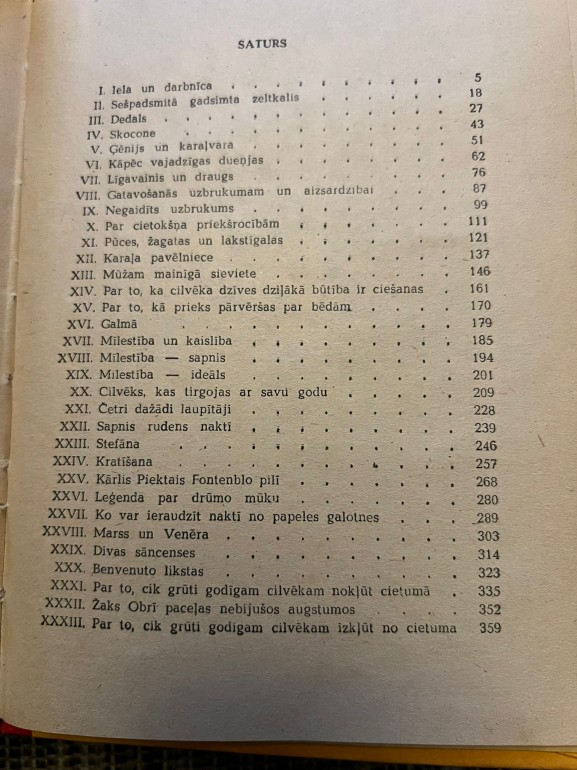 SATURS
I. Iela un darbnīca . . . . . . . . 5
II. Sešpadsmitā gadsimta zeltkalis . . . . . . 18
III. Dedals . . . . . . . . . . 27
IV. Skocone . . . . . . . . . 43
V. Ģēnijs un karaļvara . . . . . . . 51
VI. Kāpēc vajadzīgas dueņjas . . . . . . 62
VII. Līgavainis un draugs . . . . . . . 76
VIII. Gatavošanās uzbrukumam un aizsardzībai . . . 87
IX. Negaidīts uzbrukums . . . . . . . 99
X. Par cietokšņa priekšrocībām . . . . . 111
XI. Pūces, žagatas un lakstīgalas . . . . . 121
XII. Karaļa pavēlniece . . . . . . . . 137
XIII. Mūžam mainīgā sieviete . . . . . . 146
XIV. Par to, ka cilvēka dzīves dziļākā būtība ir ciešanas . 161
XV. Par to, kā prieks pārvēršas par bēdām . . . . 170
XVI. Galmā . . . . . . . . . . 179
XVII. Mīlestība un kaislība . . . . . . . 185
XVIII. Mīlestība — sapnis . . . . . . . 194
XIX. Mīlestība — ideāls . . . . . . . 201
XX. Cilvēks, kas tirgojas ar savu godu . . . . 209
XXI. Četri dažādi laupītāji . . . . . . . 228
XXII. Sapnis rudens naktī . . . . . . . 239
XXIII. Stefāna . . . . . . . . . . 246
XXIV. Kratīšana . . . . . . . . . 257
XXV. Kārlis Piektais Fontenblo pilī . . . . . 268
XXVI. Leģenda par drūmo mūku . . . . . . 280
XXVII. Ko var ieraudzīt naktī no papeles galotnes . . . 289
XXVIII. Marss un Venēra . . . . . . . . 303
XXIX. Divas sāncenses . . . . . . . . 314
XXX. Benvenuto likstas . . . . . . . . 323
XXXI. Par to, cik grūti godīgam cilvēkam nokļūt cietumā . 335
XXXII. Žaks Obrī paceļas nebijušos augstumos . . . . 352
XXXIII. Par to, cik grūti godīgam cilvēkam izkļūt no cietuma 359